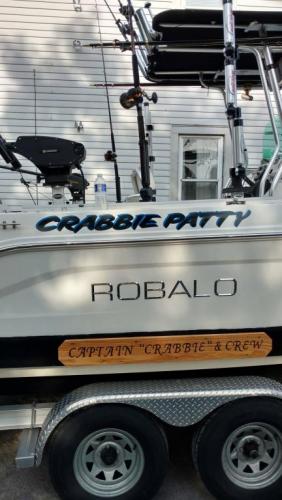 CRABBIE PATTY
ROBALO
CAPTAIN "CRABBIE" & CREW